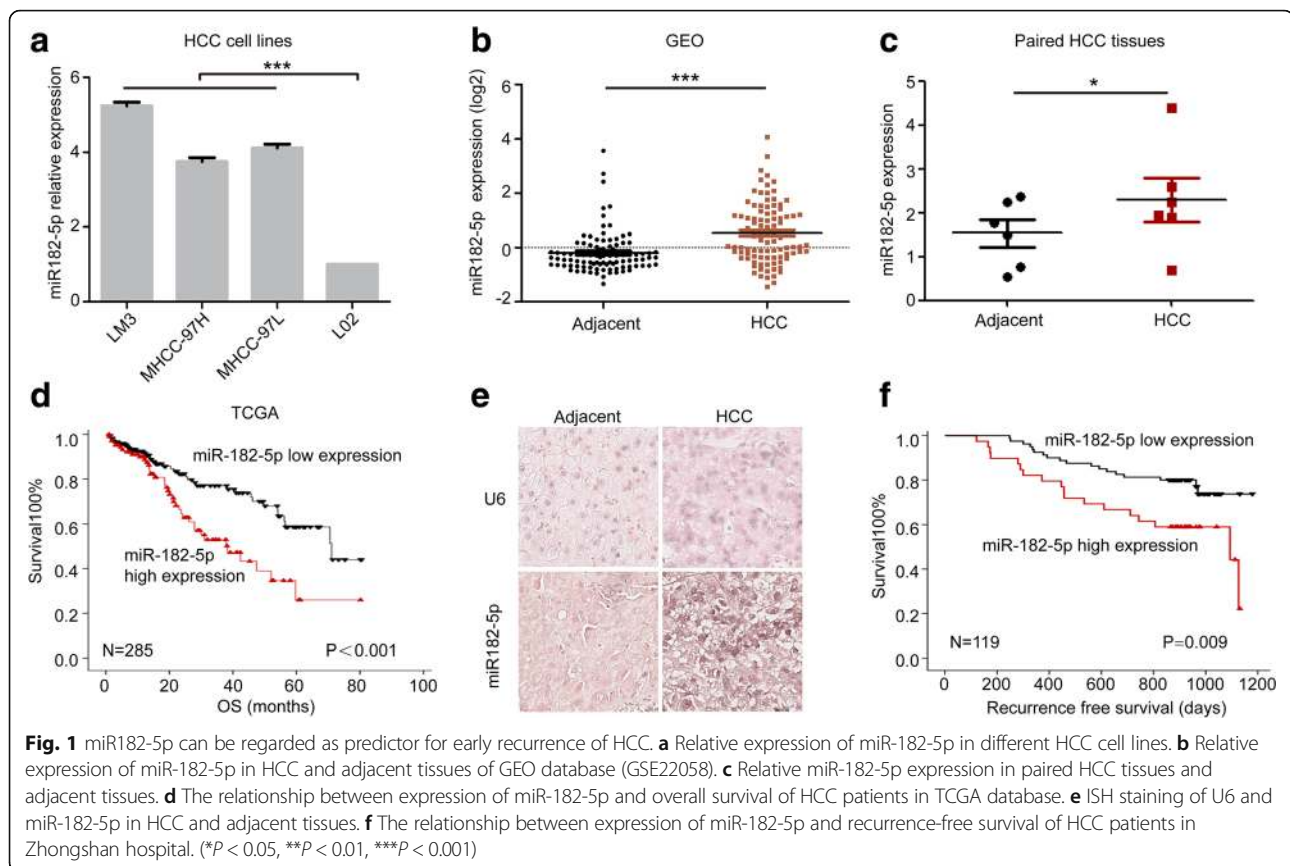 a
HCC cell lines
***
miR182-5p relative expression
6
4
2
0
LM3
MHCC-97H
MHCC-97L
L02
b
GEO
***
miR182-5p expression (log2)
6
4
2
0
-2
Adjacent
HCC
c
Paired HCC tissues
*
miR182-5p expression
5
4
3
2
1
0
Adjacent
HCC
d
TCGA
Survival100%
1.0
0.8
0.6
0.4
0.2
0.0
miR-182-5p low expression
miR-182-5p
high expression
N=285
P<0.001
0 20 40 60 80 100
OS (months)
e
Adjacent
HCC
U6
miR182-5p
f
Survival100%
1.0
0.8
0.6
0.4
0.2
0.0
miR-182-5p low expression
miR-182-5p high expression
N=119
P=0.009
0 200 400 600 800 1000 1200
Recurrence free survival (days)
Fig. 1 miR182-5p can be regarded as predictor for early recurrence of HCC. a Relative expression of miR-182-5p in different HCC cell lines. b Relative
expression of miR-182-5p in HCC and adjacent tissues of GEO database (GSE22058). c Relative miR-182-5p expression in paired HCC tissues and
adjacent tissues. d The relationship between expression of miR-182-5p and overall survival of HCC patients in TCGA database. e ISH staining of U6 and
miR-182-5p in HCC and adjacent tissues. f The relationship between expression of miR-182-5p and recurrence-free survival of HCC patients in
Zhongshan hospital. (*P < 0.05, **P < 0.01, ***P < 0.001)